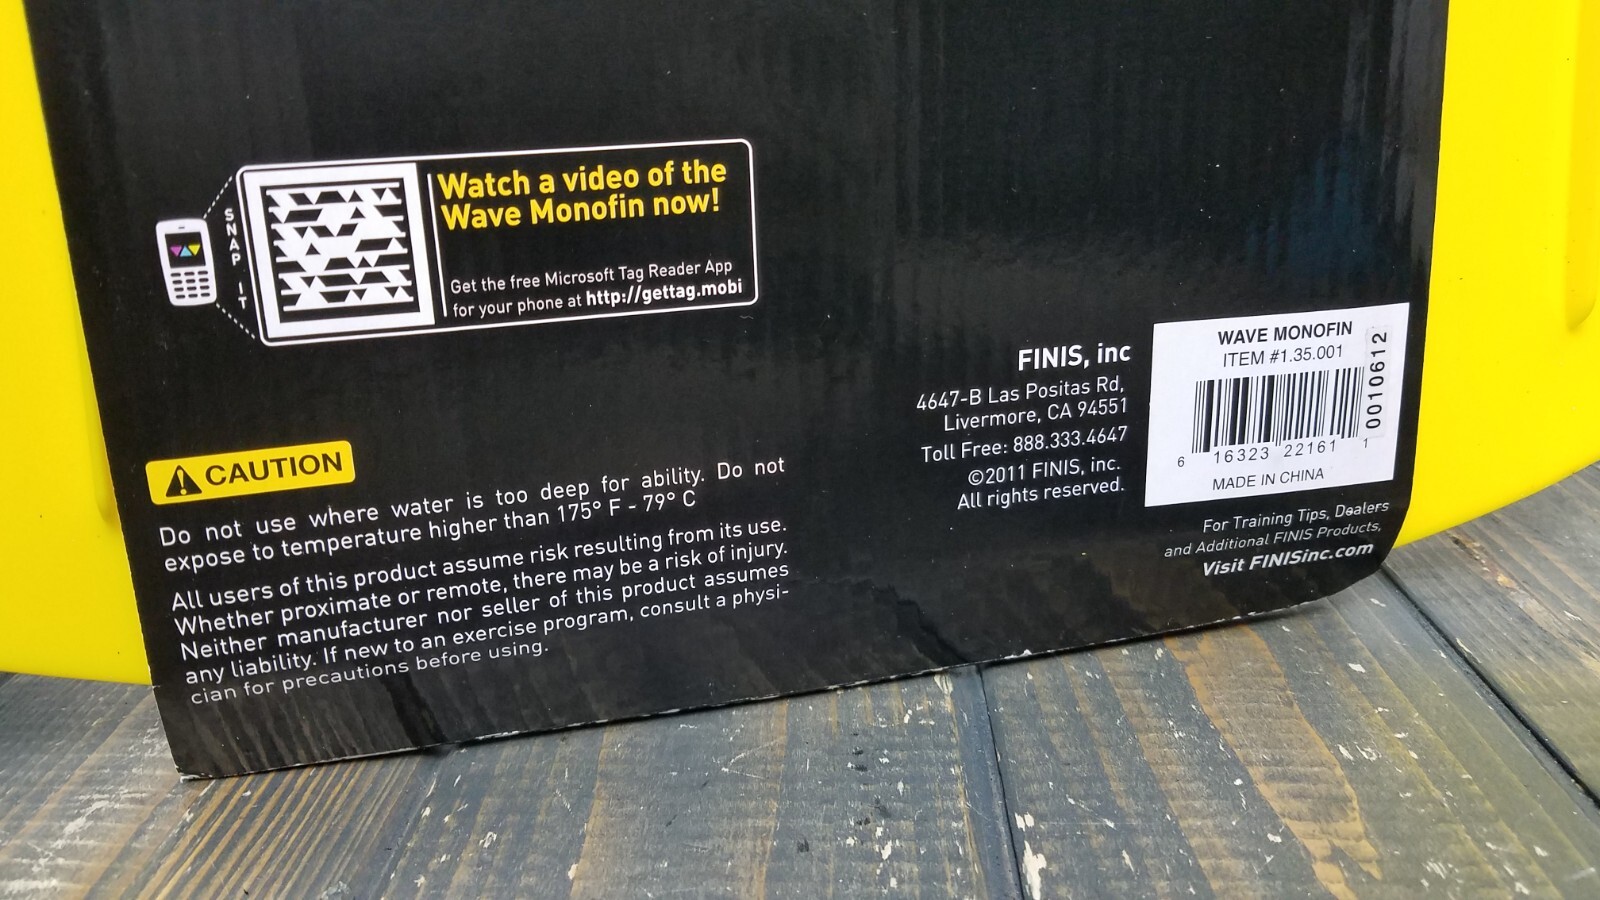 SNAP IT
Watch a video of the
Wave Monofin now!
Get the free Microsoft Tag Reader App
for your phone at http://gettag.mobi
CAUTION
Do not use where water is too deep for ability. Do not
expose to temperature higher than 175° F - 79° C
All users of this product assume risk resulting from its use.
Whether proximate or remote, there may be a risk of injury.
Neither manufacturer nor seller of this product assumes
any liability. If new to an exercise program, consult a physi-
cian for precautions before using.
FINIS, inc
4647-B Las Positas Rd,
Livermore, CA 94551
Toll Free: 888.333.4647
©2011 FINIS, inc.
All rights reserved.
WAVE MONOFIN
ITEM #1.35.001
0010612
6 16323 22161 1
MADE IN CHINA
For Training Tips, Dealers
and Additional FINIS Products,
Visit FINISinc.com